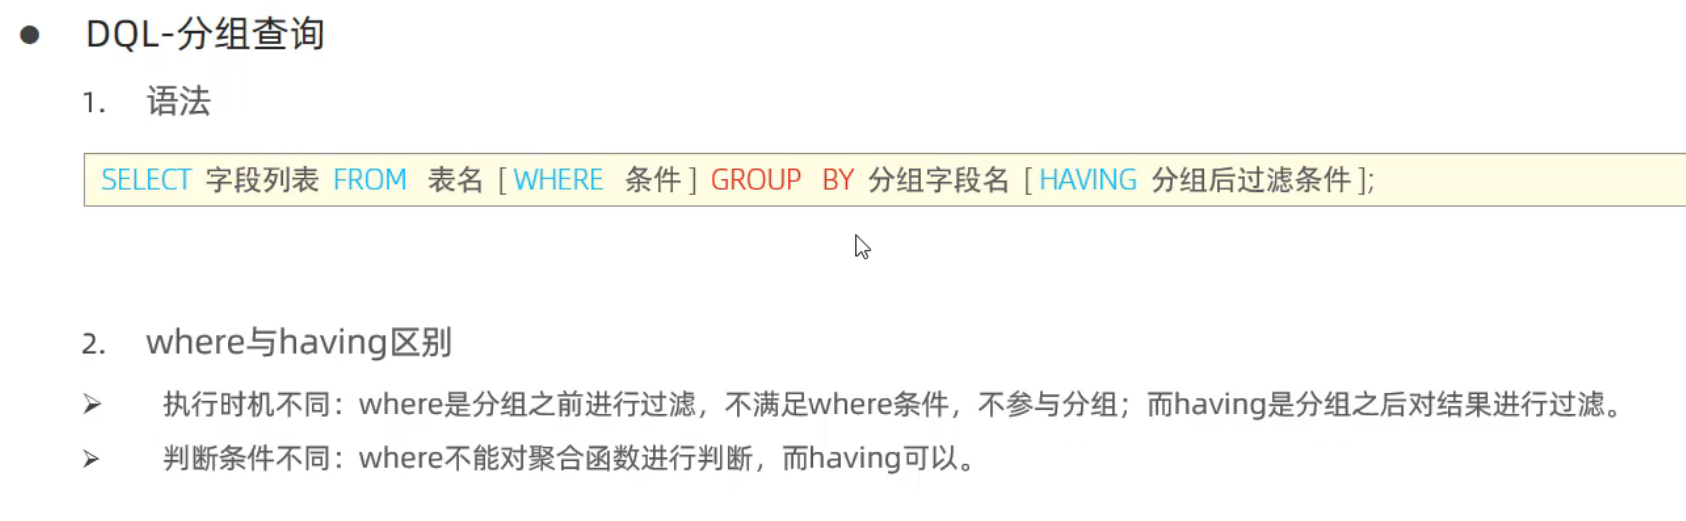 ● DQL-分组查询
1. 语法
SELECT 字段列表 FROM 表名 [ WHERE 条件 ] GROUP BY 分组字段名 [ HAVING 分组后过滤条件 ];
2. where与having区别
➢ 执行时机不同：where是分组之前进行过滤，不满足where条件，不参与分组；而having是分组之后对结果进行过滤。
➢ 判断条件不同：where不能对聚合函数进行判断，而having可以。